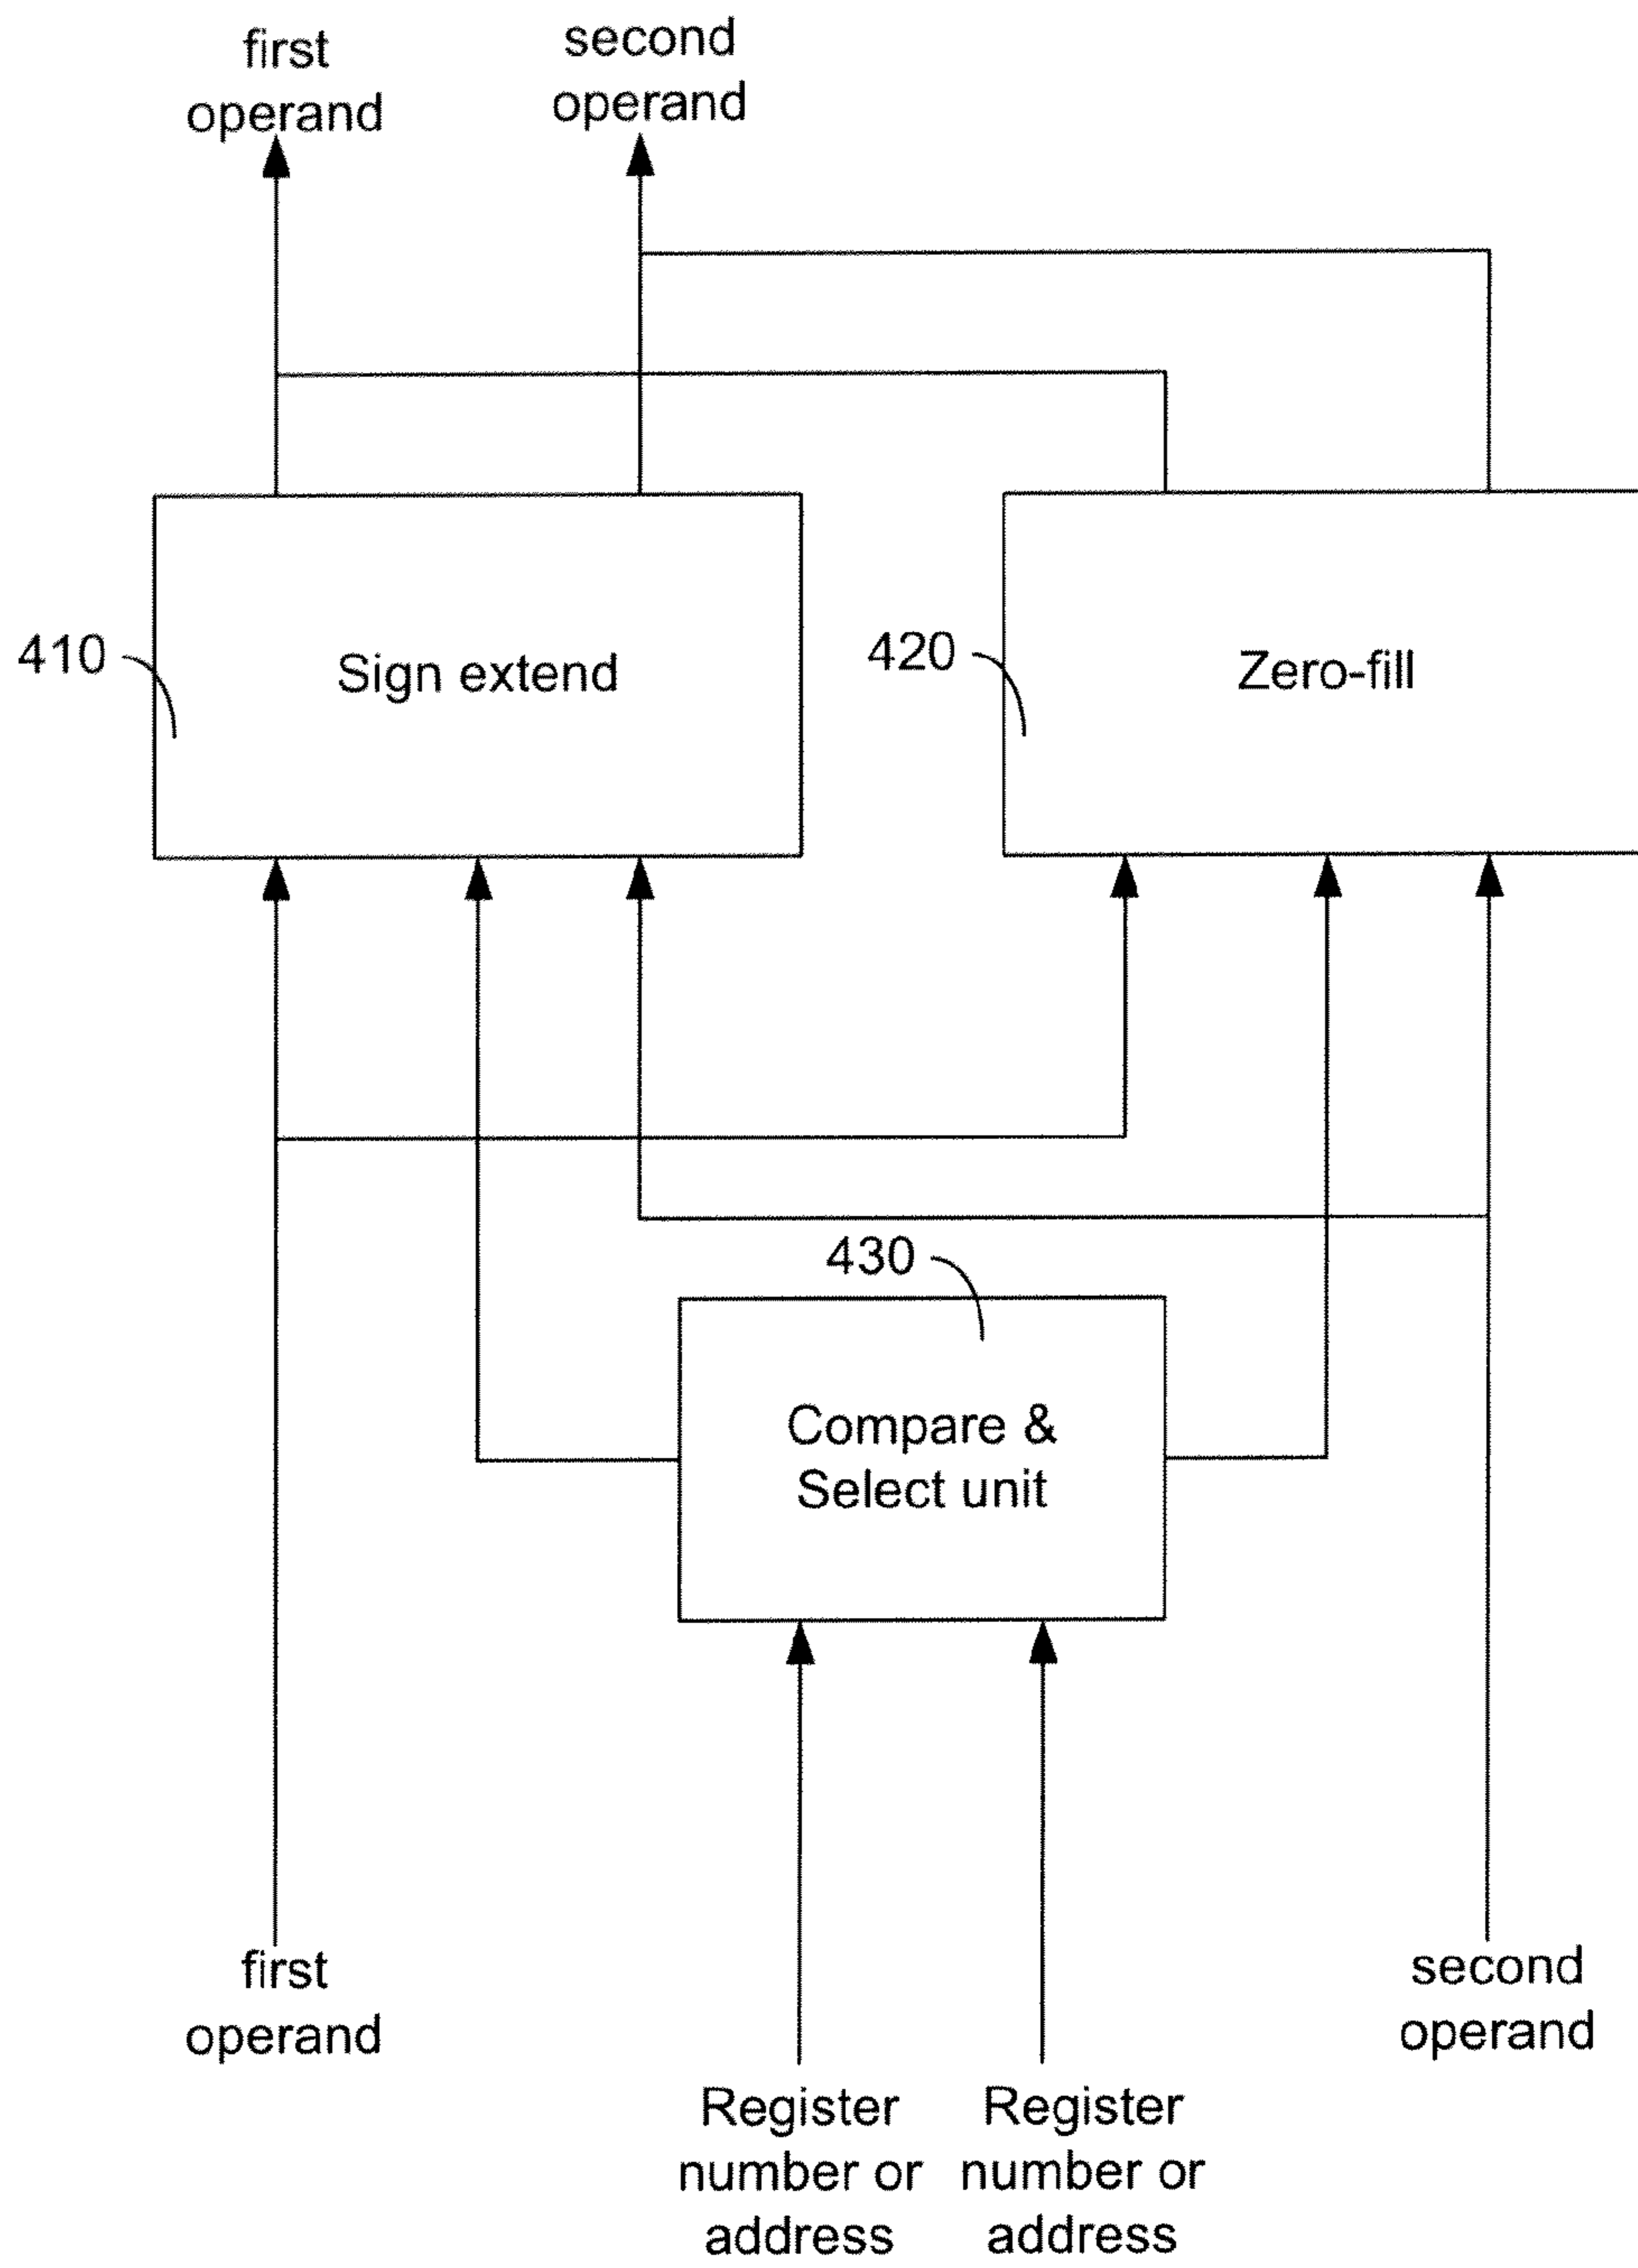 first
operand
second
operand
410
Sign extend
420
Zero-fill
430
Compare &
Select unit
first
operand
second
operand
Register
number or
address
Register
number or
address